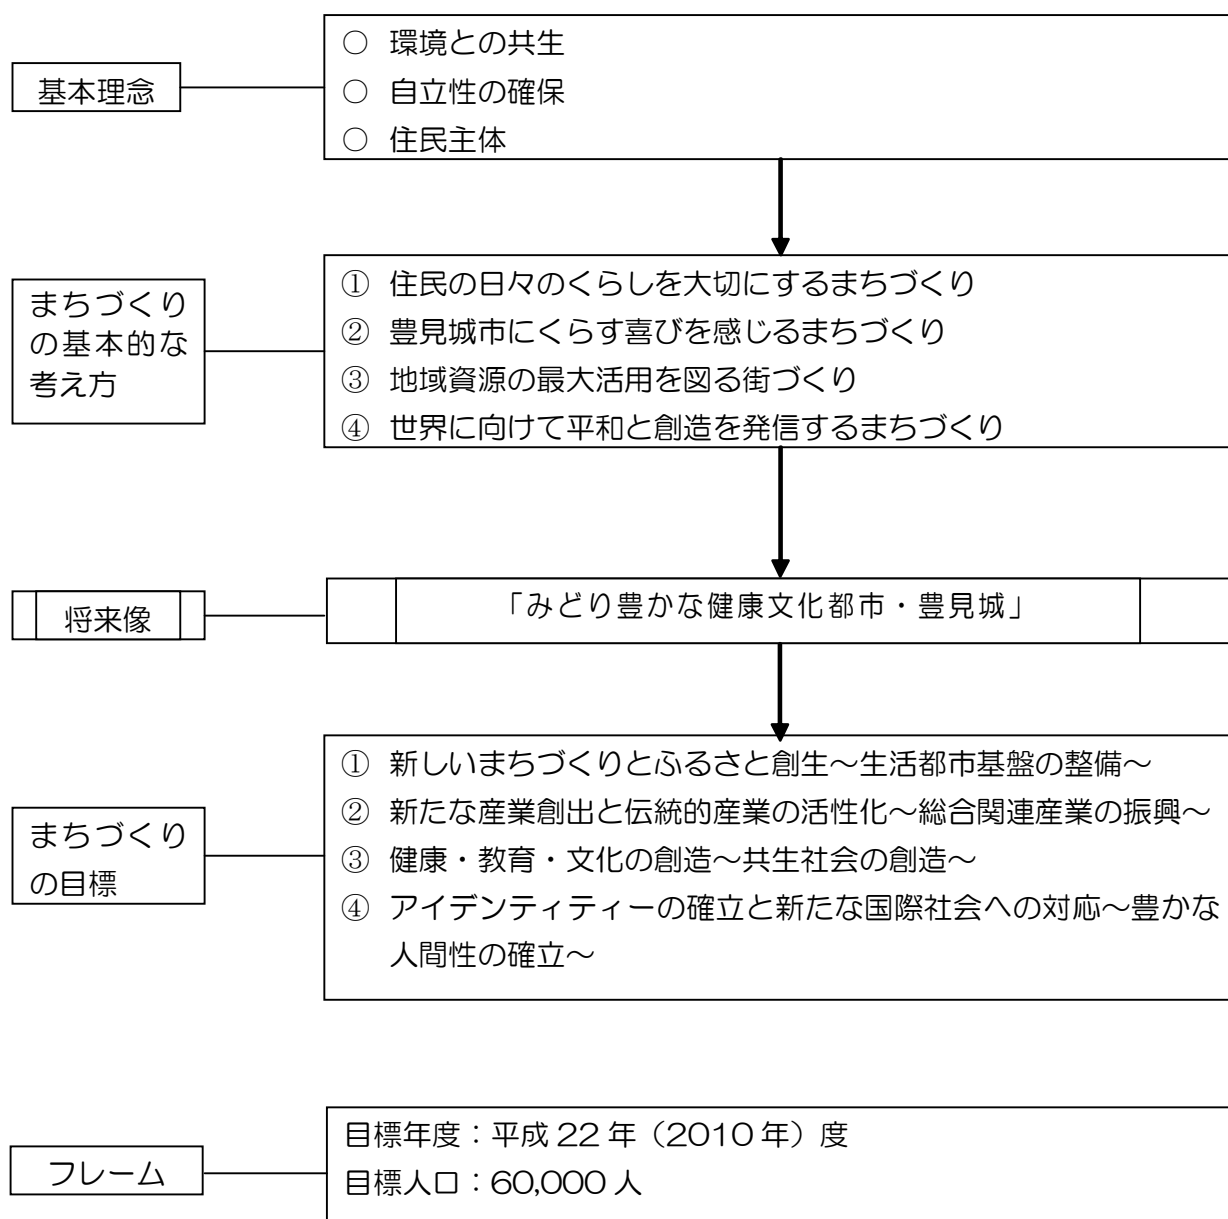 基本理念
○ 環境との共生
○ 自立性の確保
○ 住民主体
まちづくり
の基本的な
考え方
① 住民の日々のくらしを大切にするまちづくり
② 豊見城市にくらす喜びを感じるまちづくり
③ 地域資源の最大活用を図る街づくり
④ 世界に向けて平和と創造を発信するまちづくり
将来像
「みどり豊かな健康文化都市・豊見城」
まちづくり
の目標
① 新しいまちづくりとふるさと創生～生活都市基盤の整備～
② 新たな産業創出と伝統的産業の活性化～総合関連産業の振興～
③ 健康・教育・文化の創造～共生社会の創造～
④ アイデンティティーの確立と新たな国際社会への対応～豊かな
人間性の確立～
フレーム
目標年度：平成 22 年（2010 年）度
目標人口：60,000 人